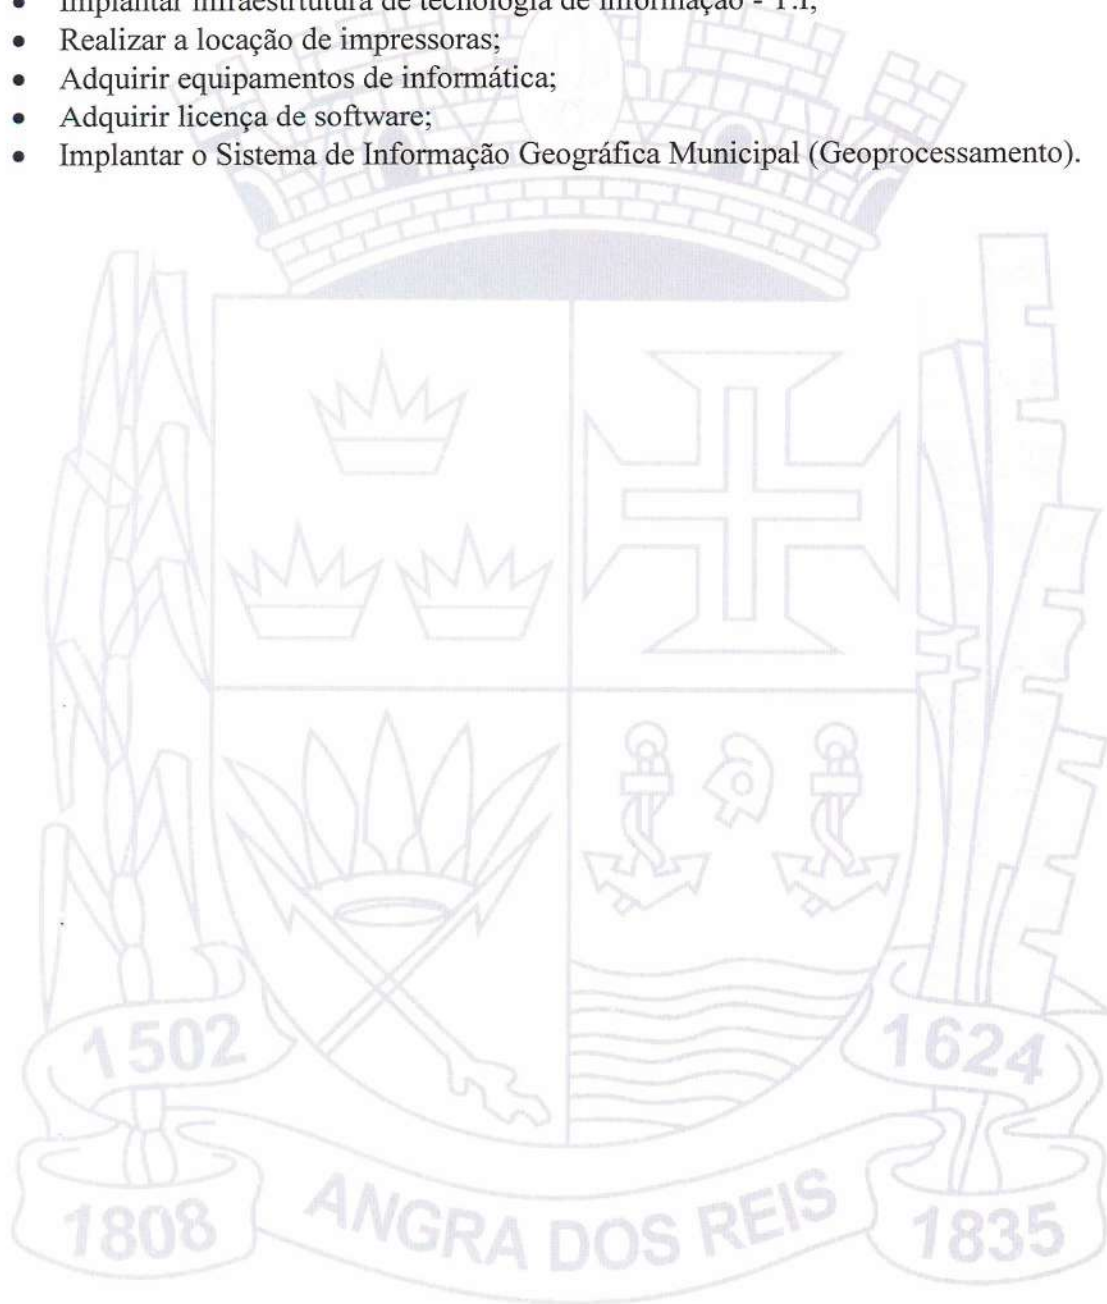 • Implantar infraestrtutura de tecnologia de informação - T.I;
• Realizar a locação de impressoras;
• Adquirir equipamentos de informática;
• Adquirir licença de software;
• Implantar o Sistema de Informação Geográfica Municipal (Geoprocessamento).
1502
1624
1808
ANGRA DOS REIS
1835